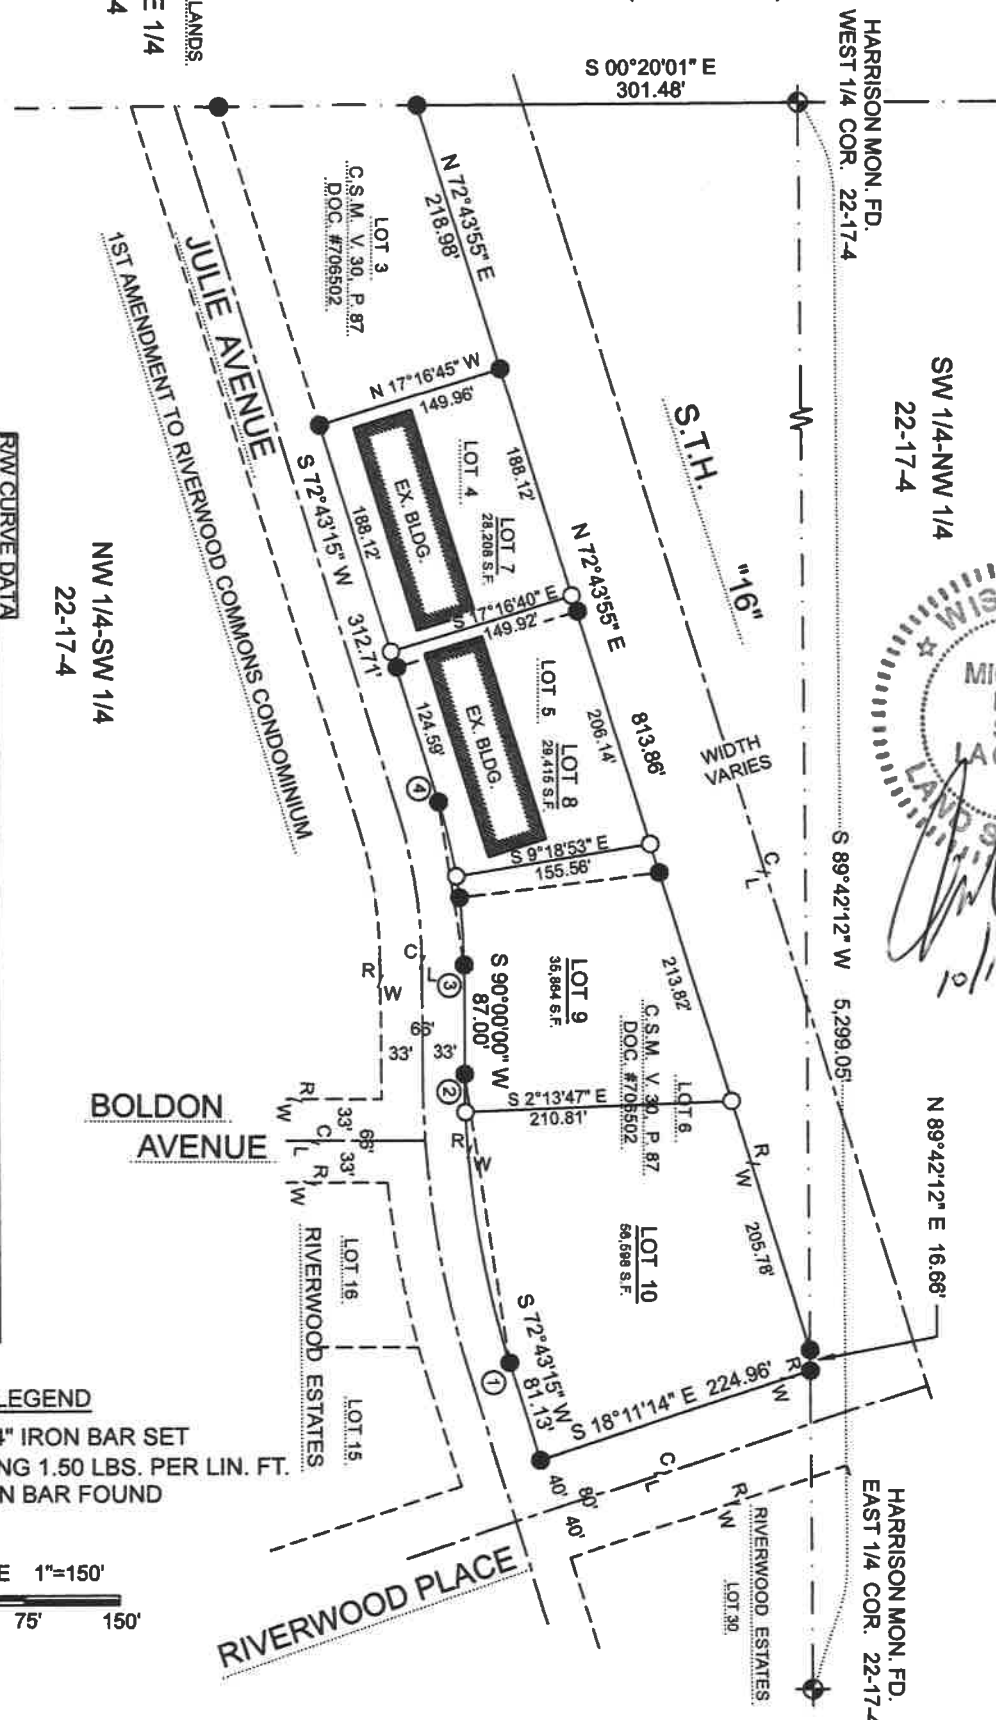 HARRISON MON. FD.
WEST 1/4 COR. 22-17-4
SW 1/4-NW 1/4
22-17-4
S 00°20'01" E
301.48'
LANDS.
E 1/4
4
S 89°42'12" W 5,299.05'
N 89°42'12" E 16.66'
HARRISON MON. FD.
EAST 1/4 COR. 22-17-4
S.T.H. "16"
WIDTH
VARIES
C/L
N 72°43'55" E
218.98'
LOT 3
C.S.M. V. 30, P. 87
DOC. #706502
N 17°16'45" W
149.96'
188.12'
LOT 4
LOT 7
28,208 S.F.
EX. BLDG.
N 72°43'55" E
813.86'
S 17°16'40" E
149.92'
S 72°43'15" W
312.71'
188.12'
LOT 5
LOT 8
29,415 S.F.
EX. BLDG.
206.14'
124.59'
4
S 9°18'53" E
155.56'
LOT 9
35,864 S.F.
213.82'
S 90°00'00" W
87.00'
3
2
LOT 6
C.S.M. V. 30, P. 87
DOC. #706502
S 2°13'47" E
210.81'
R/W
R/W
205.78'
LOT 10
56,598 S.F.
S 72°43'15" W
81.13'
1
S 18°11'14" E 224.96'
R/W
JULIE AVENUE
1ST AMENDMENT TO RIVERWOOD COMMONS CONDOMINIUM
NW 1/4-SW 1/4
22-17-4
C/L
R/W
66'
33' 33'
BOLDON
AVENUE
R/W
33'
C/L
66'
33'
R/W
LOT 16
RIVERWOOD ESTATES
LOT 15
C/L
40'
80'
40'
R/W
RIVERWOOD PLACE
RIVERWOOD ESTATES
LOT 30
R/W CURVE DATA
LEGEND
4" IRON BAR SET
NG 1.50 LBS. PER LIN. FT.
N BAR FOUND
E 1"=150'
75' 150'
WIS
MI
LA
LAND S